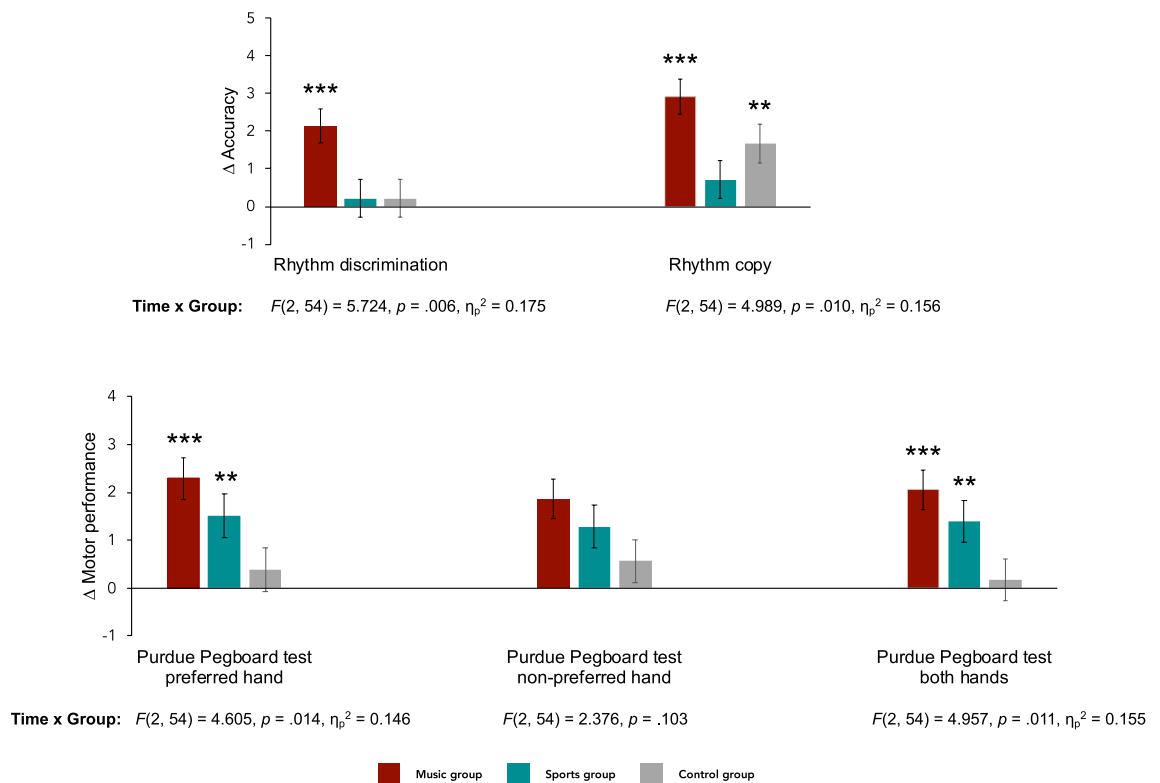 5
4
3
2
1
0
-1
Δ Accuracy
***
***
**
Rhythm discrimination
Rhythm copy
Time x Group: F(2, 54) = 5.724, p = .006, ηp² = 0.175
F(2, 54) = 4.989, p = .010, ηp² = 0.156
4
3
2
1
0
-1
Δ Motor performance
***
**
***
**
Purdue Pegboard test
preferred hand
Purdue Pegboard test
non-preferred hand
Purdue Pegboard test
both hands
Time x Group: F(2, 54) = 4.605, p = .014, ηp² = 0.146
F(2, 54) = 2.376, p = .103
F(2, 54) = 4.957, p = .011, ηp² = 0.155
Music group
Sports group
Control group